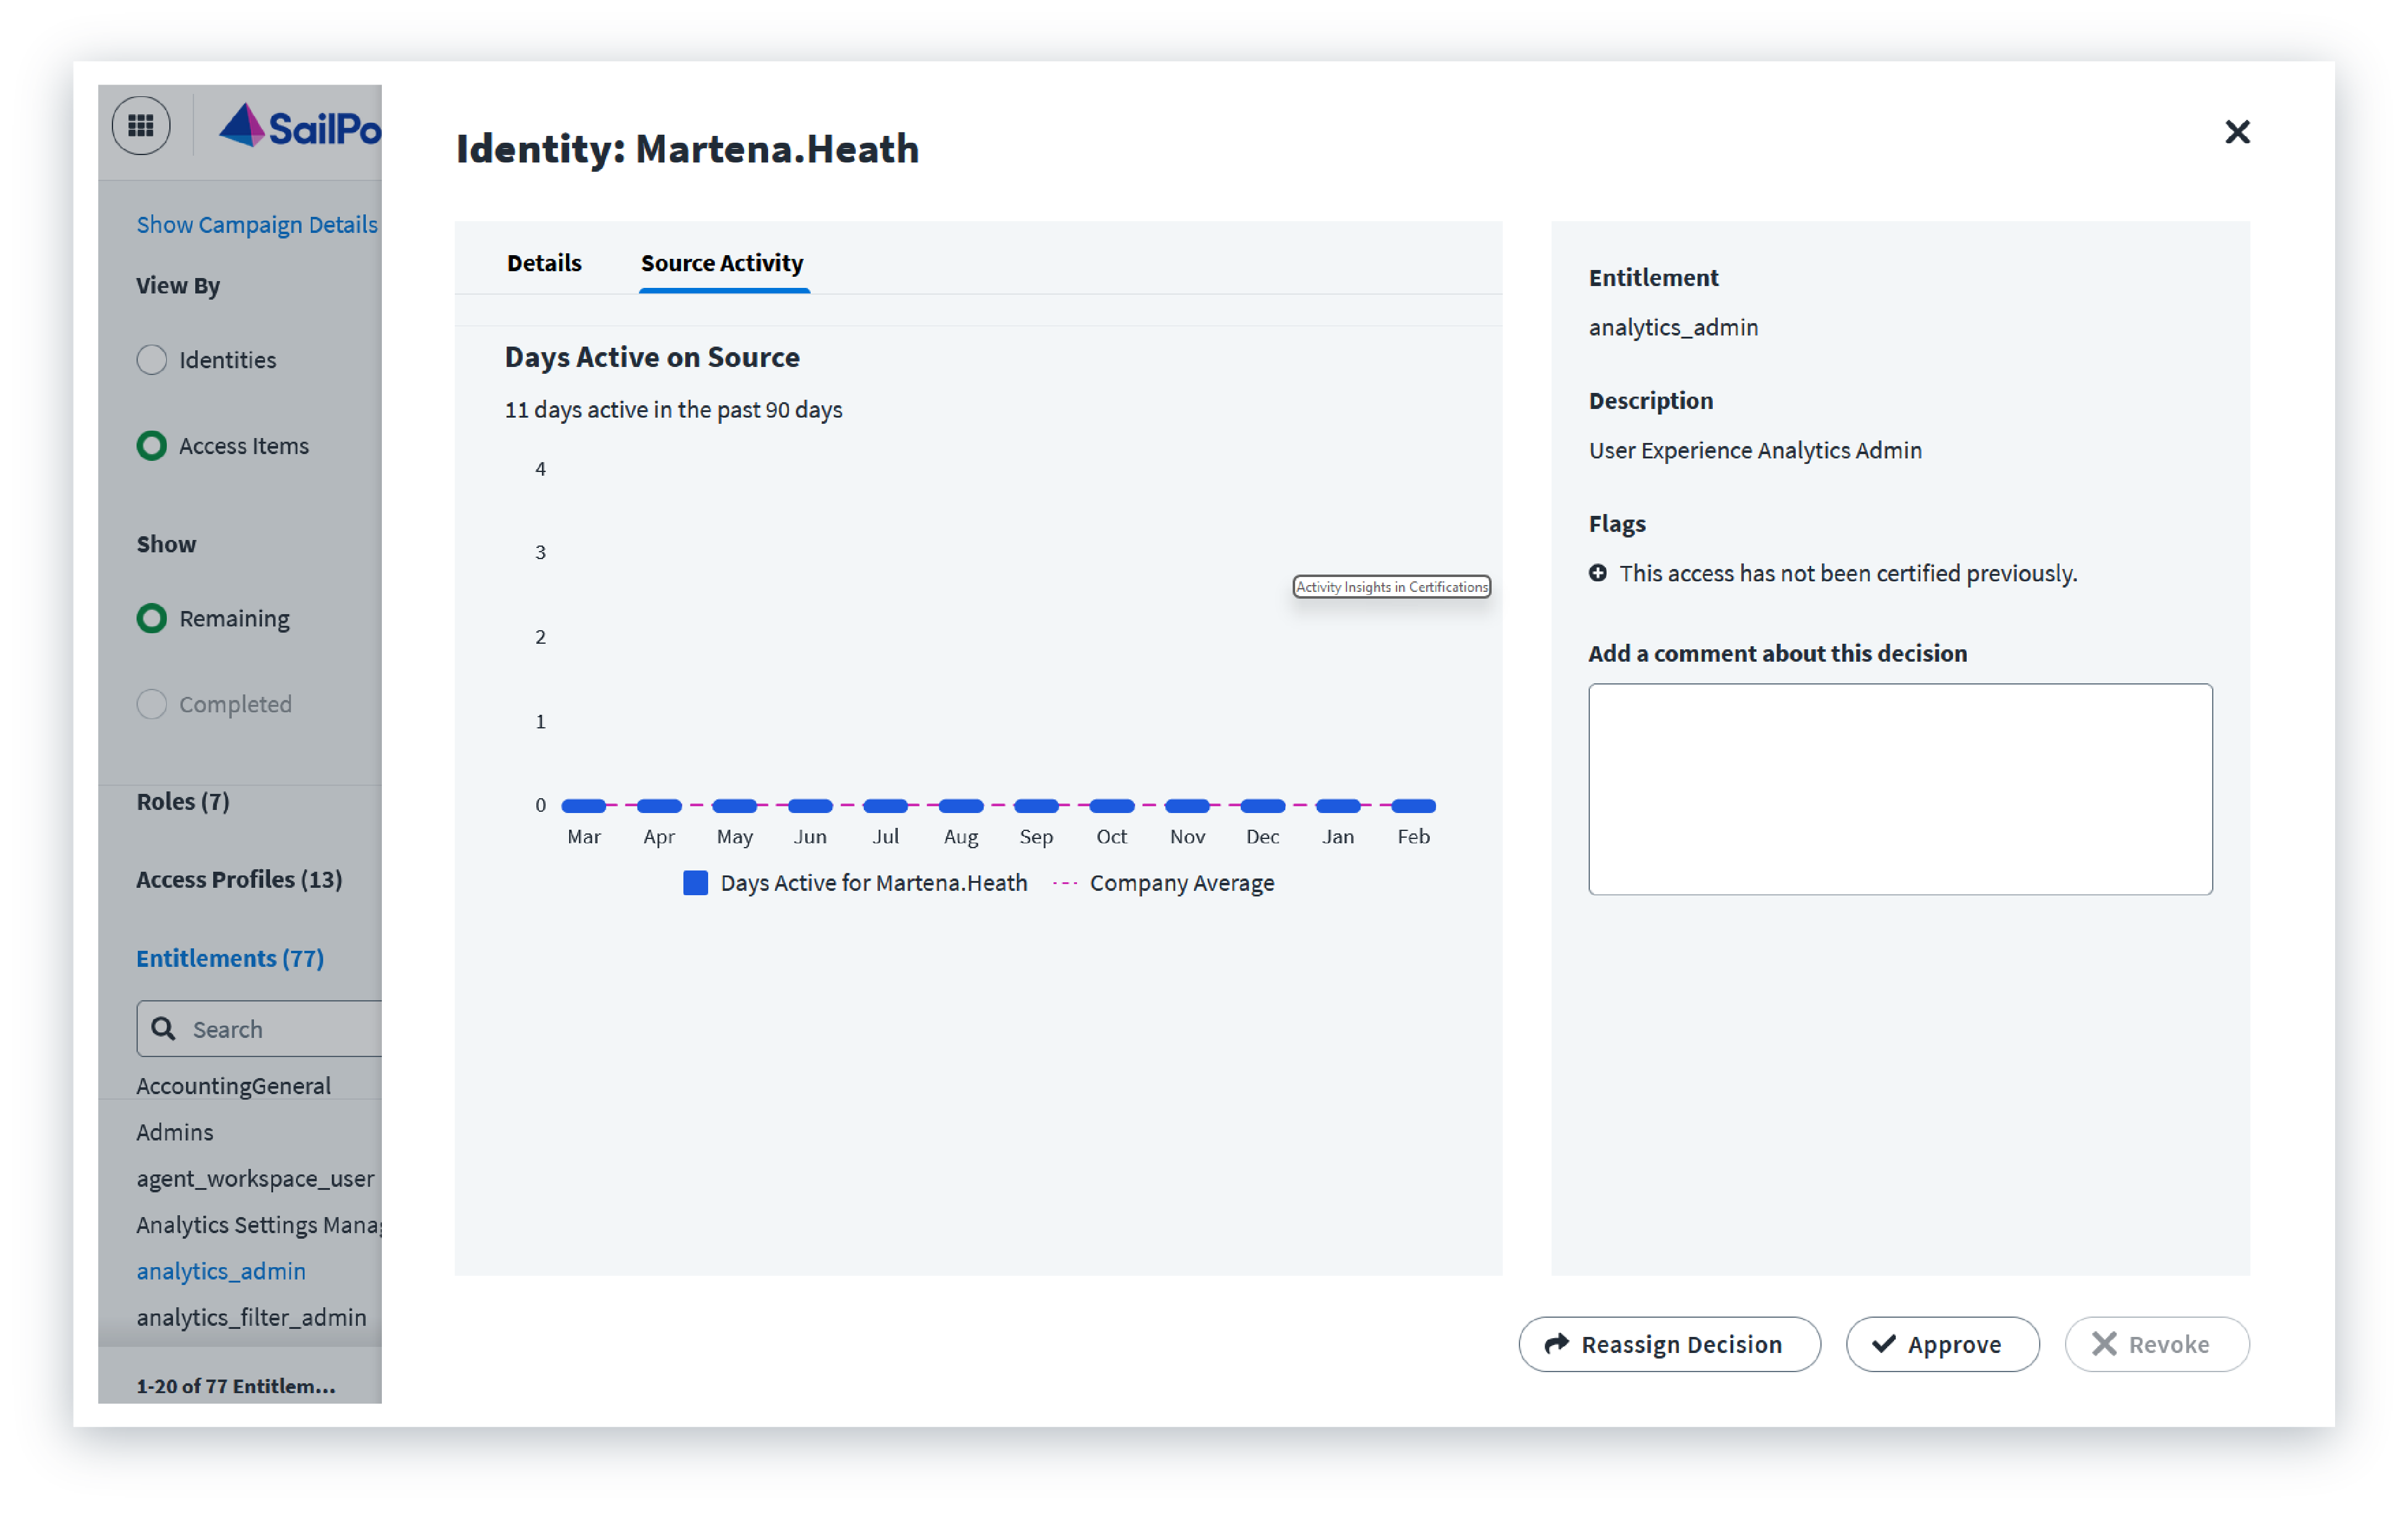 SailPo
Show Campaign Details
View By
Identities
Access Items
Show
Remaining
Completed
Roles (7)
Access Profiles (13)
Entitlements (77)
Search
AccountingGeneral
Admins
agent_workspace_user
Analytics Settings Mana
analytics_admin
analytics_filter_admin
1-20 of 77 Entitlem...
Identity: Martena.Heath
Details Source Activity
Days Active on Source
11 days active in the past 90 days
4
3
2
1
0
Mar Apr May Jun Jul Aug Sep Oct Nov Dec Jan Feb
Days Active for Martena.Heath Company Average
Activity Insights in Certifications
Entitlement
analytics_admin
Description
User Experience Analytics Admin
Flags
This access has not been certified previously.
Add a comment about this decision
Reassign Decision Approve Revoke